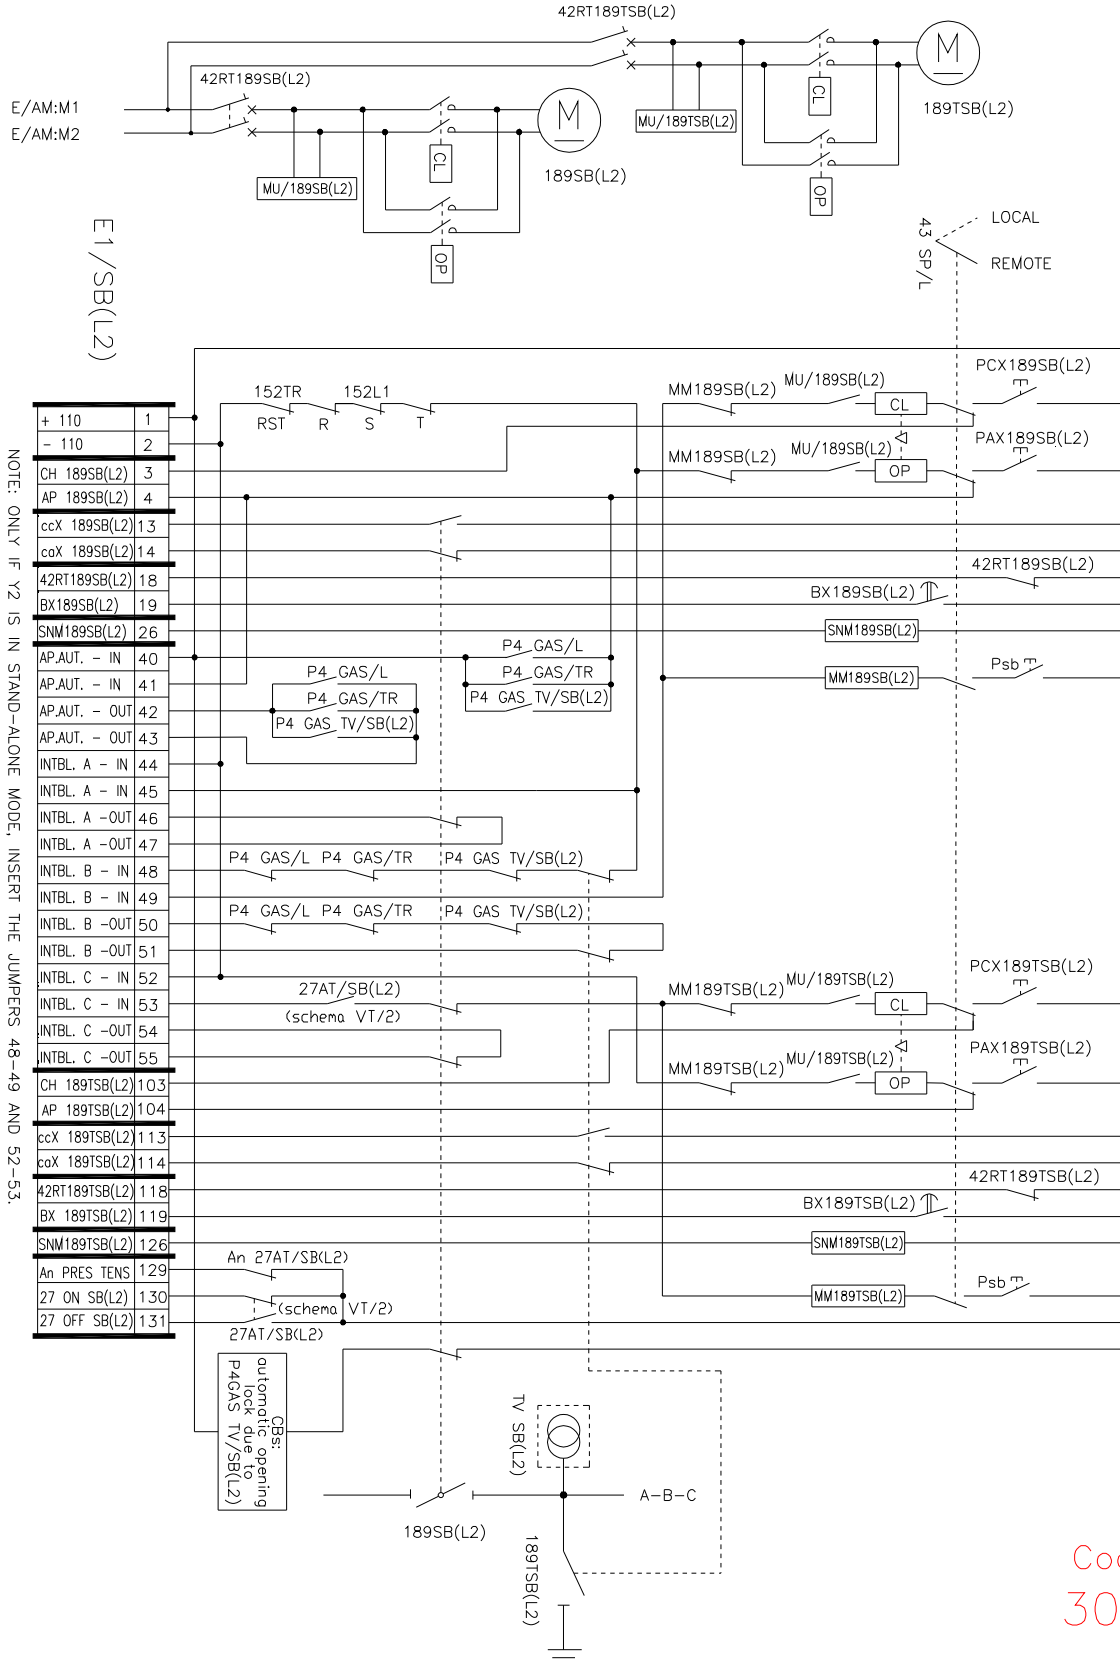 42RT189TSB(L2)
M
189TSB(L2)
CL
MU/189TSB(L2)
OP
42RT189SB(L2)
E/AM:M1
E/AM:M2
M
189SB(L2)
CL
MU/189SB(L2)
OP
E1/SB(L2)
43 SP/L
LOCAL
REMOTE
NOTE: ONLY IF Y2 IS IN STAND-ALONE MODE, INSERT THE JUMPERS 48-49 AND 52-53.
+ 110 1
- 110 2
CH 189SB(L2) 3
AP 189SB(L2) 4
ccX 189SB(L2) 13
caX 189SB(L2) 14
42RT189SB(L2) 18
BX189SB(L2) 19
SNM189SB(L2) 26
AP.AUT. - IN 40
AP.AUT. - IN 41
AP.AUT. - OUT 42
AP.AUT. - OUT 43
INTBL. A - IN 44
INTBL. A - IN 45
INTBL. A -OUT 46
INTBL. A -OUT 47
INTBL. B - IN 48
INTBL. B - IN 49
INTBL. B -OUT 50
INTBL. B -OUT 51
INTBL. C - IN 52
INTBL. C - IN 53
INTBL. C -OUT 54
INTBL. C -OUT 55
CH 189TSB(L2) 103
AP 189TSB(L2) 104
ccX 189TSB(L2) 113
caX 189TSB(L2) 114
42RT189TSB(L2) 118
BX 189TSB(L2) 119
SNM189TSB(L2) 126
An PRES TENS 129
27 ON SB(L2) 130
27 OFF SB(L2) 131
152TR 152L1
RST R S T
MM189SB(L2) MU/189SB(L2) CL PCX189SB(L2)
MM189SB(L2) MU/189SB(L2) OP PAX189SB(L2)
42RT189SB(L2)
BX189SB(L2)
SNM189SB(L2)
MM189SB(L2) Psb
P4 GAS/L
P4 GAS/TR
P4 GAS TV/SB(L2)
P4 GAS/L
P4 GAS/TR
P4 GAS TV/SB(L2)
P4 GAS/L P4 GAS/TR P4 GAS TV/SB(L2)
P4 GAS/L P4 GAS/TR P4 GAS TV/SB(L2)
27AT/SB(L2)
(schema VT/2)
MM189TSB(L2) MU/189TSB(L2) CL PCX189TSB(L2)
MM189TSB(L2) MU/189TSB(L2) OP PAX189TSB(L2)
42RT189TSB(L2)
BX189TSB(L2)
SNM189TSB(L2)
MM189TSB(L2) Psb
An 27AT/SB(L2)
(schema VT/2)
27AT/SB(L2)
CBs:
automatic opening
lock due to
P4GAS TV/SB(L2)
TV SB(L2)
A-B-C
189SB(L2)
189TSB(L2)
30